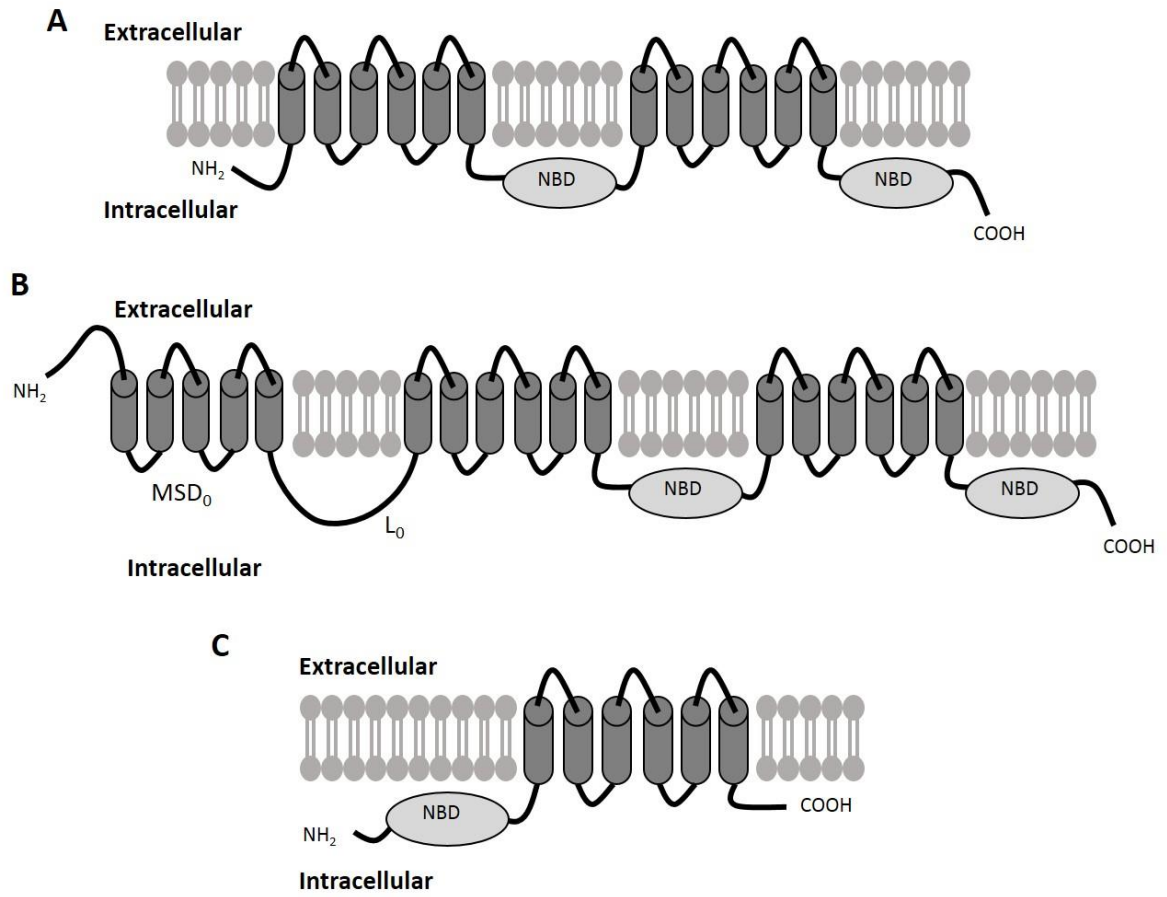 A
Extracellular
NH2
NBD
NBD
Intracellular
COOH
B
Extracellular
NH2
MSD0
NBD
NBD
L0
COOH
Intracellular
C
Extracellular
NBD
COOH
NH2
Intracellular